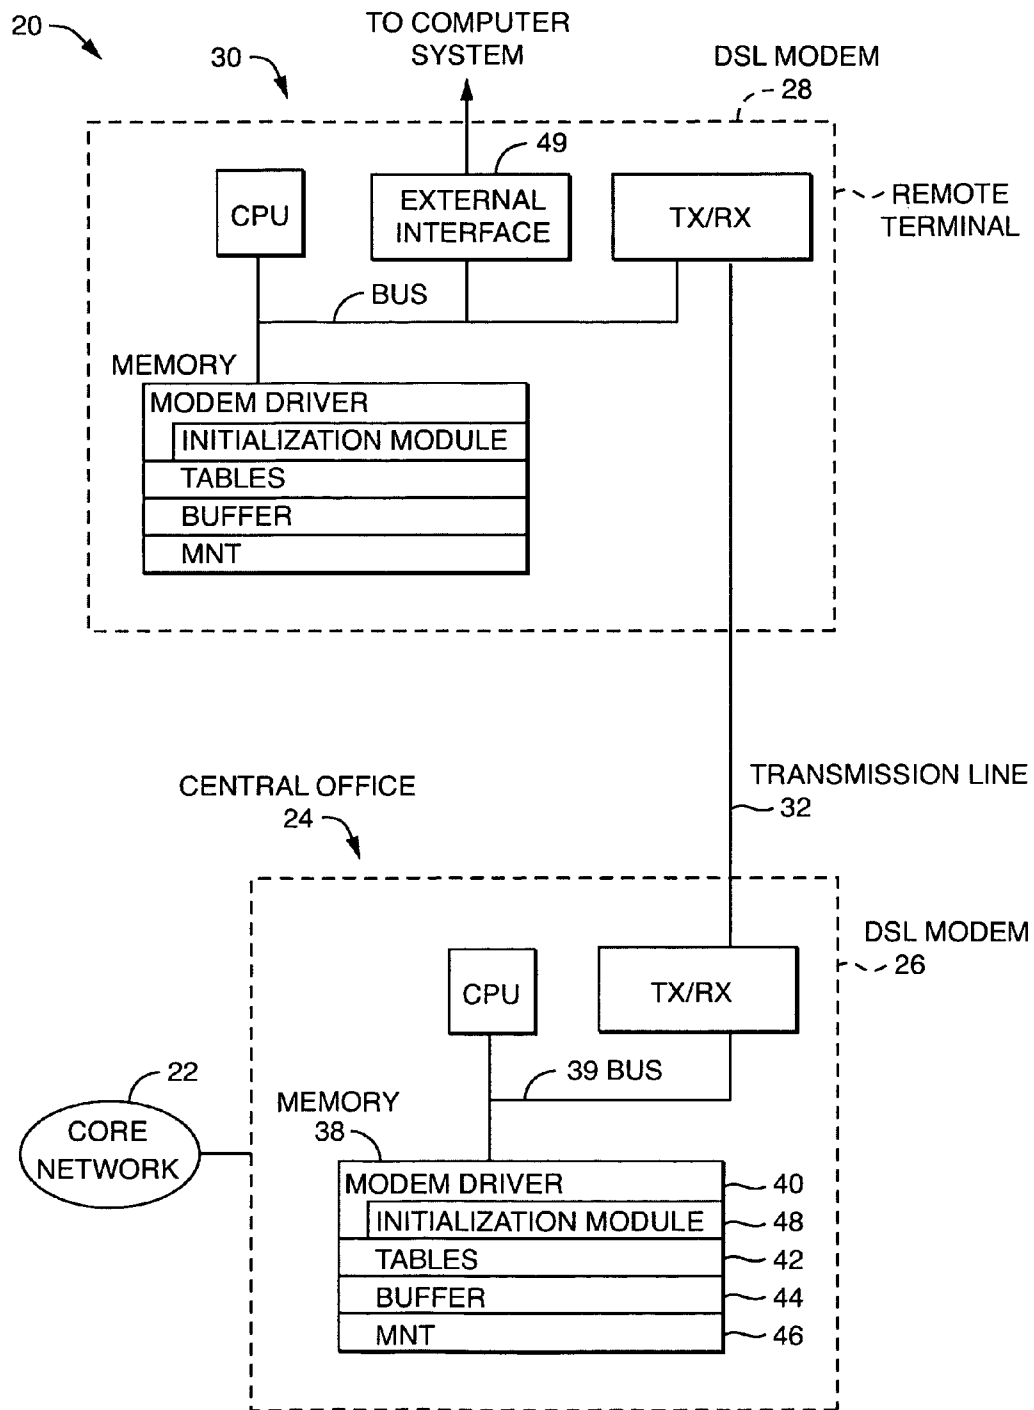 20
30
TO COMPUTER
SYSTEM
DSL MODEM
28
49
CPU
EXTERNAL
INTERFACE
TX/RX
REMOTE
TERMINAL
BUS
MEMORY
MODEM DRIVER
INITIALIZATION MODULE
TABLES
BUFFER
MNT
TRANSMISSION LINE
32
CENTRAL OFFICE
24
DSL MODEM
26
CPU
TX/RX
39 BUS
22
CORE
NETWORK
MEMORY
38
MODEM DRIVER
40
INITIALIZATION MODULE
48
TABLES
42
BUFFER
44
MNT
46